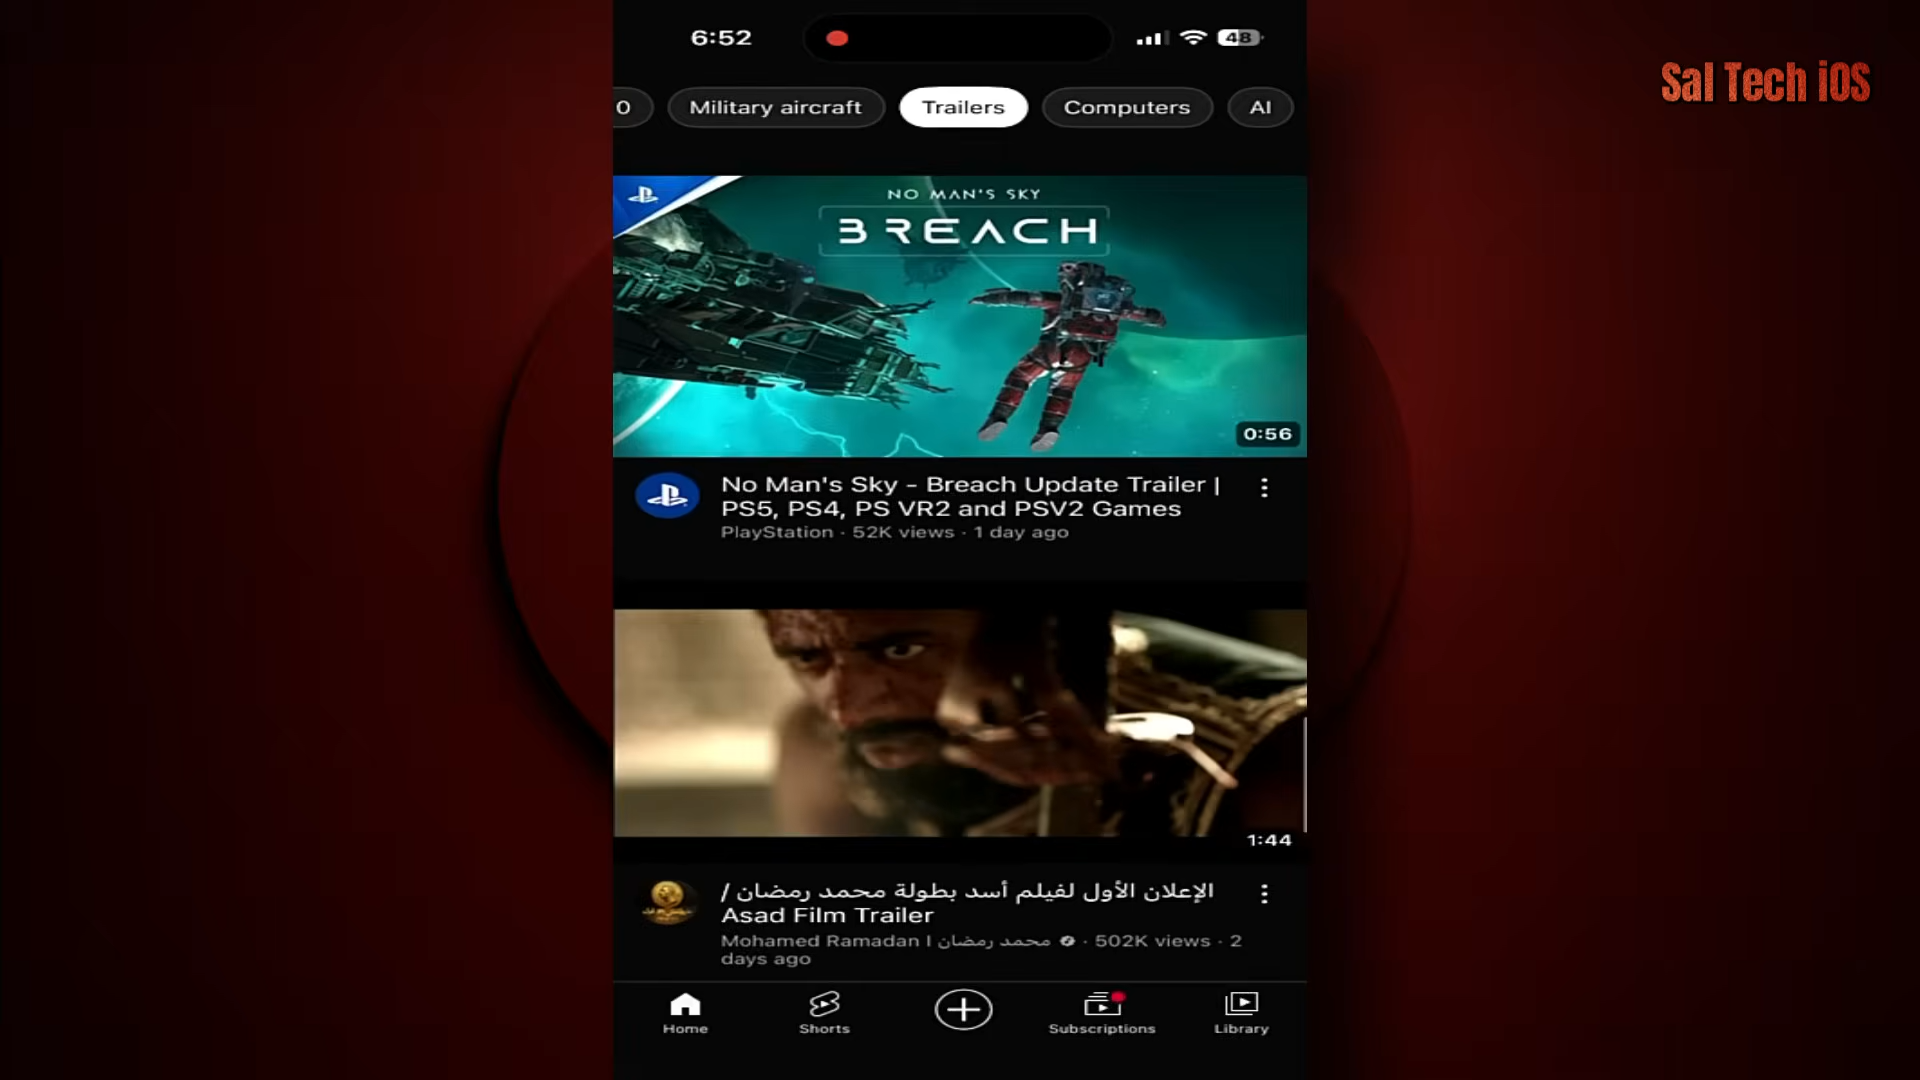 6:52
48
Sal Tech iOS
0
Military aircraft
Trailers
Computers
AI
NO MAN'S SKY
BREACH
0:56
No Man's Sky - Breach Update Trailer |
PS5, PS4, PS VR2 and PSV2 Games
PlayStation · 52K views · 1 day ago
1:44
الإعلان الأول لفيلم أسد بطولة محمد رمضان /
Asad Film Trailer
Mohamed Ramadan I محمد رمضان · 502K views · 2
days ago
Home
Shorts
Subscriptions
Library